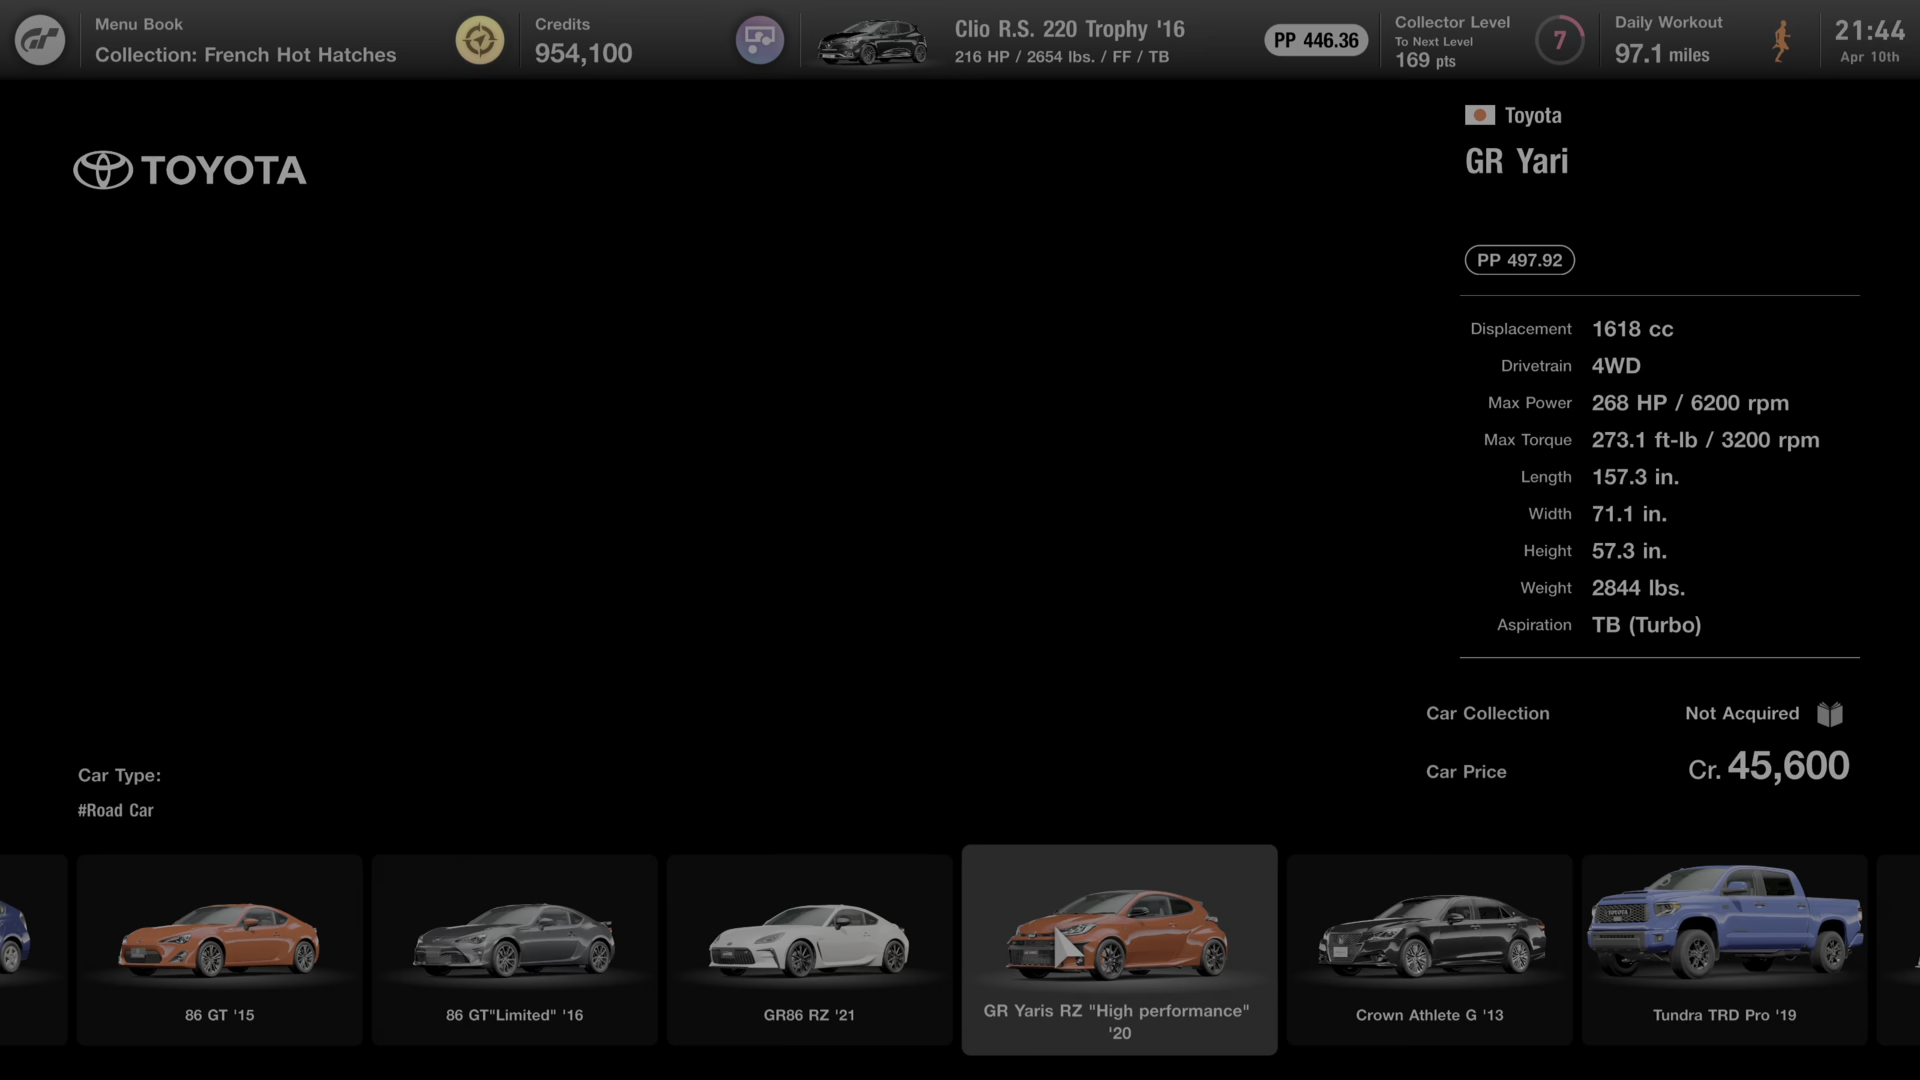 Menu Book
Collection: French Hot Hatches
Credits
954,100
Clio R.S. 220 Trophy '16
216 HP / 2654 lbs. / FF / TB
PP 446.36
Collector Level
To Next Level
169 pts
7
Daily Workout
97.1 miles
21:44
Apr 10th
TOYOTA
Toyota
GR Yari
PP 497.92
Displacement 1618 cc
Drivetrain 4WD
Max Power 268 HP / 6200 rpm
Max Torque 273.1 ft-lb / 3200 rpm
Length 157.3 in.
Width 71.1 in.
Height 57.3 in.
Weight 2844 lbs.
Aspiration TB (Turbo)
Car Collection Not Acquired
Car Price Cr. 45,600
Car Type:
#Road Car
86 GT '15
86 GT"Limited" '16
GR86 RZ '21
GR Yaris RZ "High performance"
'20
Crown Athlete G '13
Tundra TRD Pro '19